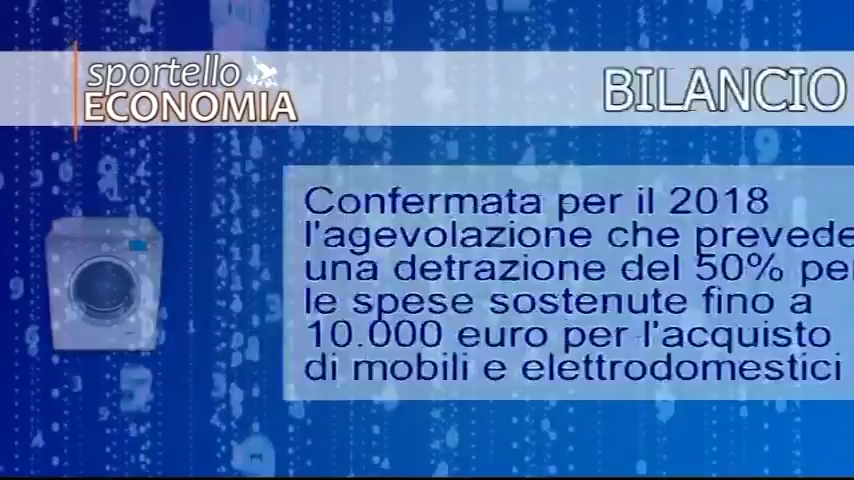 sportello
ECONOMIA
BILANCIO
Confermata per il 2018
l'agevolazione che prevede
una detrazione del 50% per
le spese sostenute fino a
10.000 euro per l'acquisto
di mobili e elettrodomestici